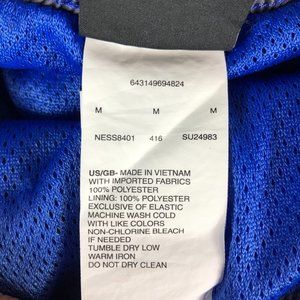 643149694824
M M M
NESS8401 416 SU24983
US/GB- MADE IN VIETNAM
WITH IMPORTED FABRICS
100% POLYESTER
LINING: 100% POLYESTER
EXCLUSIVE OF ELASTIC
MACHINE WASH COLD
WITH LIKE COLORS
NON-CHLORINE BLEACH
IF NEEDED
TUMBLE DRY LOW
WARM IRON
DO NOT DRY CLEAN